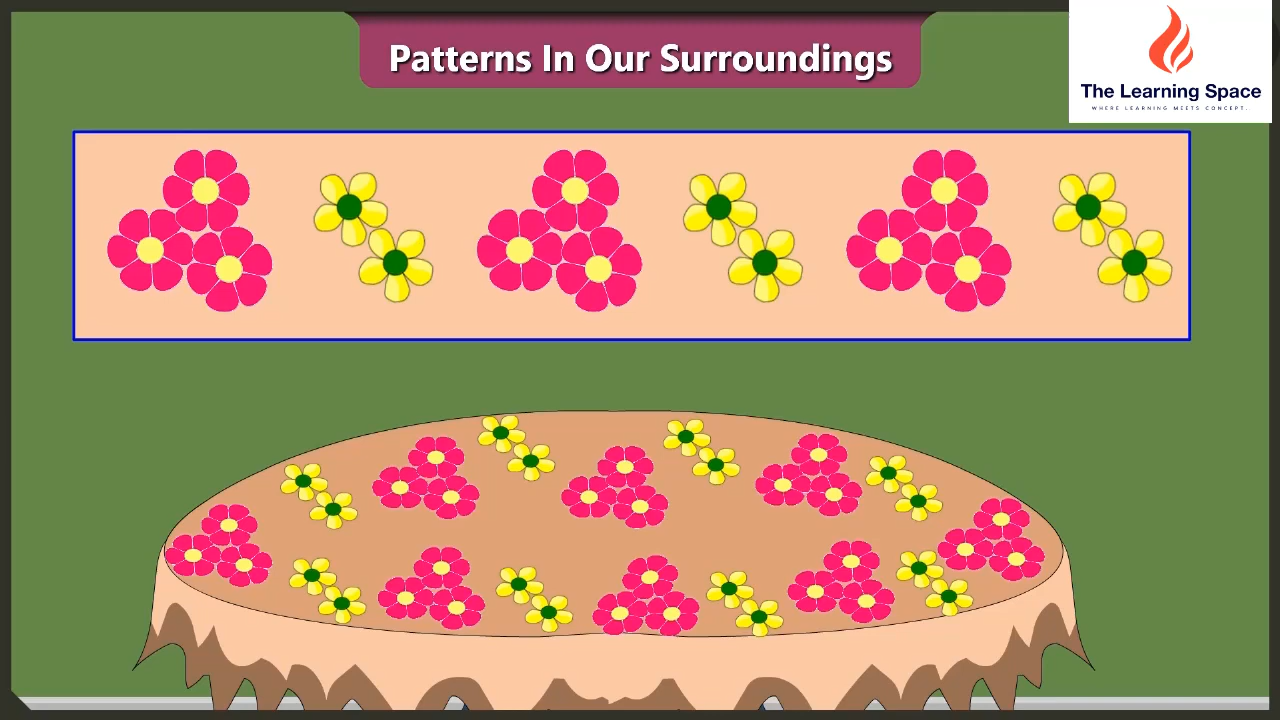 Patterns In Our Surroundings
The Learning Space
WHERE LEARNING MEETS CONCEPT.